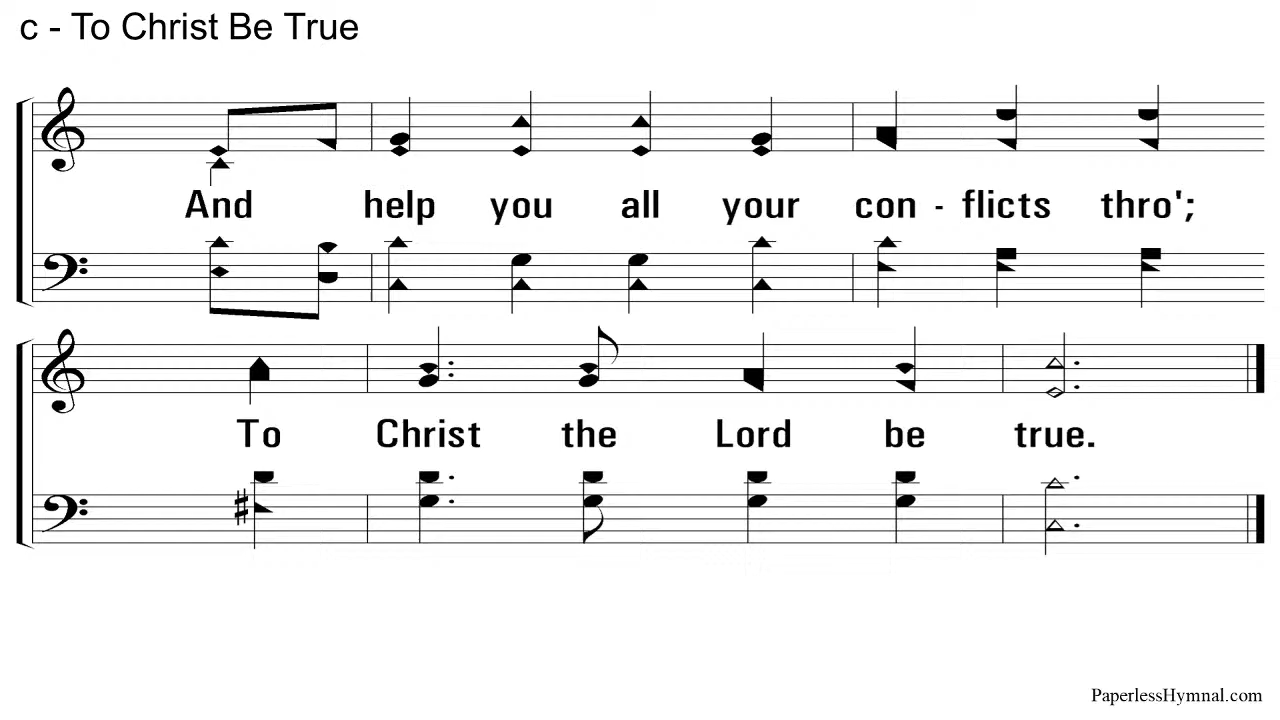 c - To Christ Be True
And help you all your con - flicts thro';
To Christ the Lord be true.
PaperlessHymnal.com